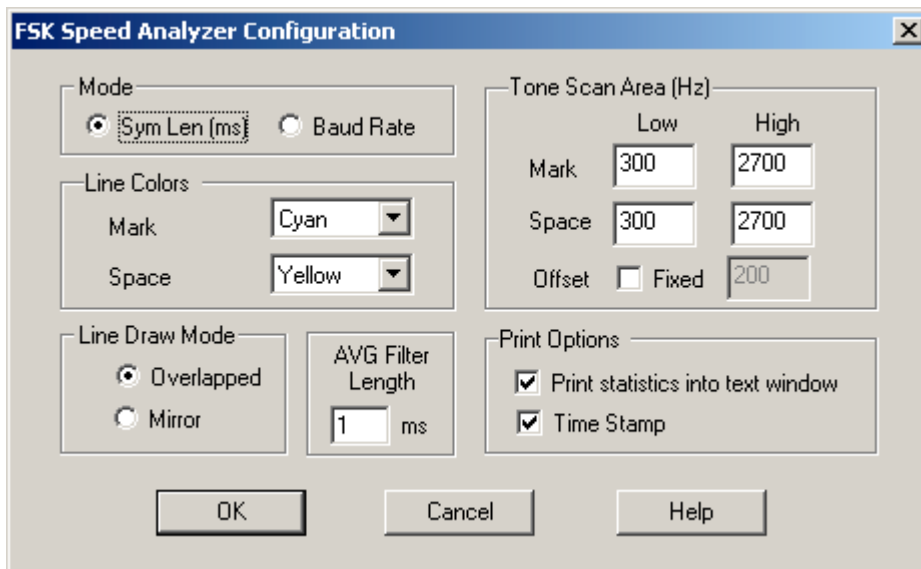 FSK Speed Analyzer Configuration
Mode
Sym Len (ms) Baud Rate
Line Colors
Mark Cyan
Space Yellow
Line Draw Mode
Overlapped
Mirror
AVG Filter
Length
1 ms
Tone Scan Area (Hz)
Low High
Mark 300 2700
Space 300 2700
Offset Fixed 200
Print Options
Print statistics into text window
Time Stamp
OK Cancel Help